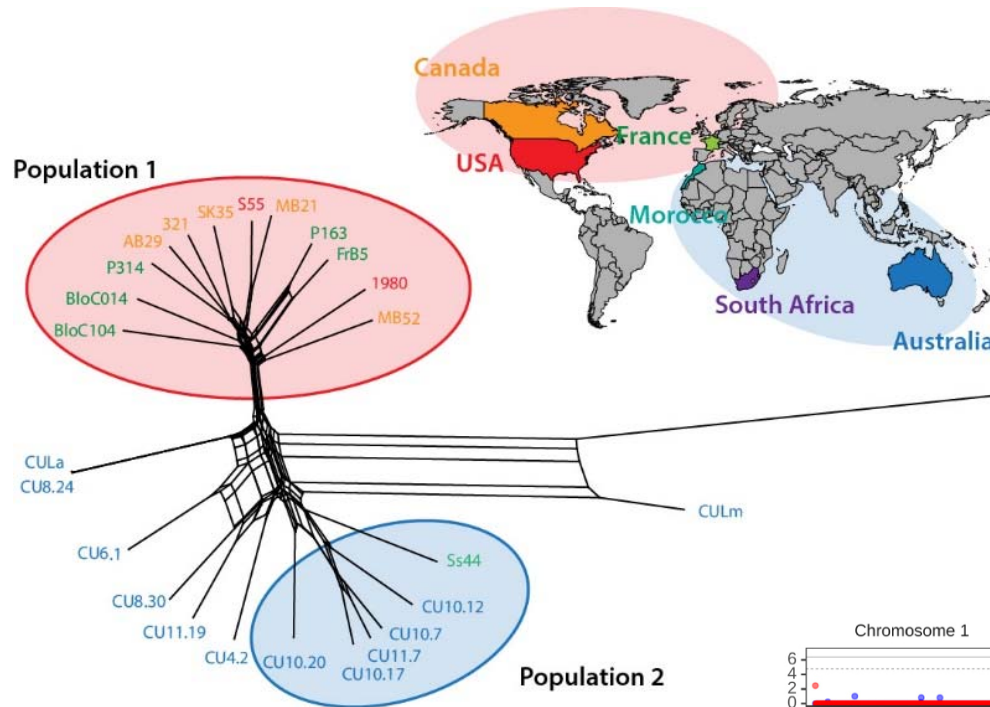 Canada
France
USA
Morocco
South Africa
Australia
Population 1
S55
MB21
SK35
321
AB29
P163
FrB5
P314
1980
BloC014
MB52
BloC104
CULa
CU8.24
CULm
CU6.1
Ss44
CU8.30
CU10.12
CU11.19
CU10.7
CU4.2
CU11.7
CU10.20
CU10.17
Population 2
Chromosome 1
6
4
2
0